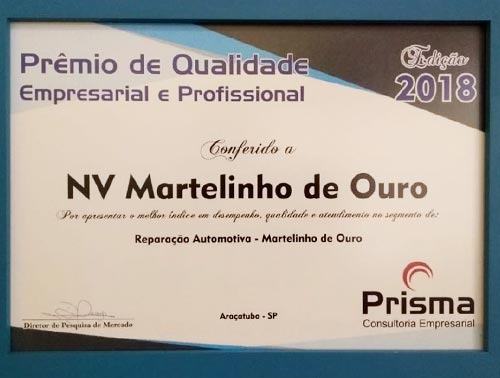 Prêmio de Qualidade
Empresarial e Profissional
Edição
2018
Conferido a
NV Martelinho de Ouro
Por apresentar o melhor índice em desempenho, qualidade e atendimento no segmento de:
Reparação Automotiva - Martelinho de Ouro
Diretor de Pesquisa de Mercado
Araçatuba - SP
Prisma
Consultoria Empresarial